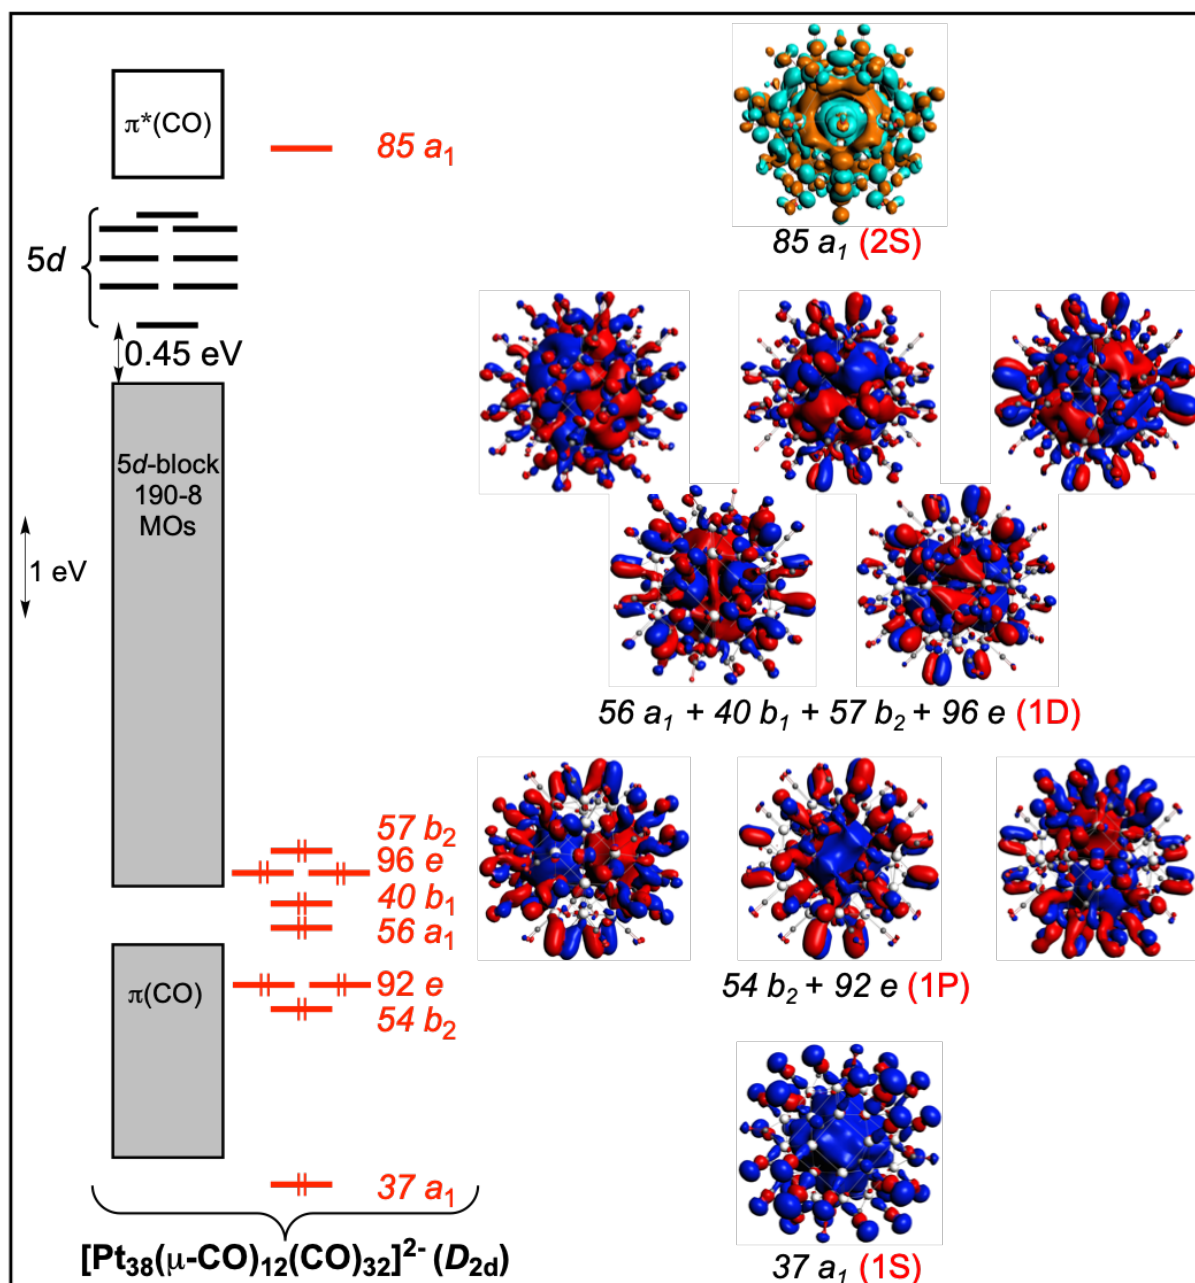 π*(CO)
85 a₁
5d
0.45 eV
5d-block
190-8
MOs
1 eV
57 b₂
96 e
40 b₁
56 a₁
π(CO)
92 e
54 b₂
37 a₁
[Pt₃₈(μ-CO)₁₂(CO)₃₂]²⁻ (D₂d)
85 a₁ (2S)
56 a₁ + 40 b₁ + 57 b₂ + 96 e (1D)
54 b₂ + 92 e (1P)
37 a₁ (1S)